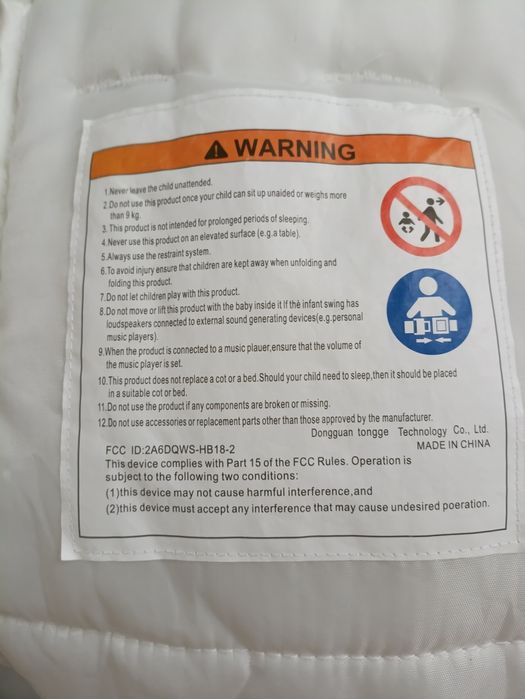 WARNING
1.Never leave the child unattended.
2.Do not use this product once your child can sit up unaided or weighs more
than 9 kg.
3. This product is not intended for prolonged periods of sleeping.
4.Never use this product on an elevated surface (e.g.a table).
5.Always use the restraint system.
6.To avoid injury ensure that children are kept away when unfolding and
folding this product.
7.Do not let children play with this product.
8.Do not move or lift this product with the baby inside it If the infant swing has
loudspeakers connected to external sound generating devices(e.g.personal
music players).
9.When the product is connected to a music plauer,ensure that the volume of
the music player is set.
10.This product does not replace a cot or a bed.Should your child need to sleep,then it should be placed
in a suitable cot or bed.
11.Do not use the product if any components are broken or missing.
12.Do not use accessories or replacement parts other than those approved by the manufacturer.
Dongguan tongge Technology Co., Ltd.
MADE IN CHINA
FCC ID:2A6DQWS-HB18-2
This device complies with Part 15 of the FCC Rules. Operation is
subject to the following two conditions:
(1)this device may not cause harmful interference,and
(2)this device must accept any interference that may cause undesired poeration.